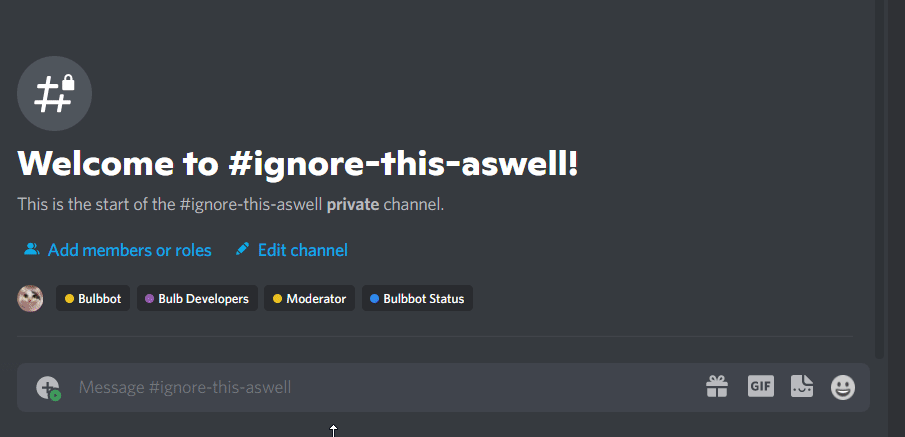 Welcome to #ignore-this-aswell!
This is the start of the #ignore-this-aswell private channel.
Add members or roles Edit channel
Bulbbot Bulb Developers Moderator Bulbbot Status
Message #ignore-this-aswell GIF